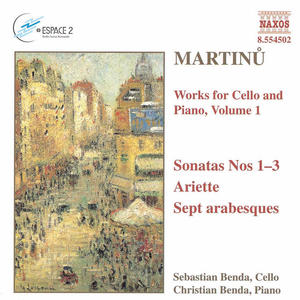 ESPACE 2
DDD
NAXOS
8.554502
MARTINŮ
Works for Cello and
Piano, Volume 1
Sonatas Nos 1–3
Ariette
Sept arabesques
Sebastian Benda, Cello
Christian Benda, Piano